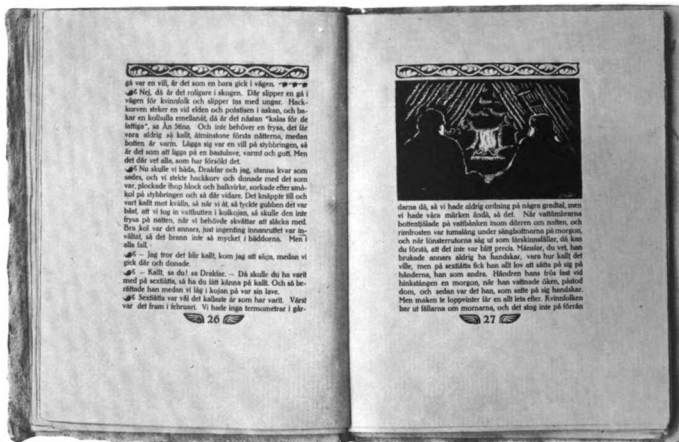 gå var en vill, är det som en bara gick i vägen.
Nej, då är det roligare i skogen. Där slipper en gå i
vägen för kvinnfolk och slipper tas med ungar. Hack-
korven steker en vid elden och potatisen i askan, och ba-
kar en kolbulla emellanåt, då är det nästan "kalas för de
fattiga", sa Ån Stina. Och inte behöver en frysa, det får
vara aldrig så kallt, åtminstone första nätterna, medan
botten är varm. Lägga sig var en vill på stybbringen, så
är det som att ligga på en bastulave, varmt och gott. Men
det där vet alla, som har försökt det.
Nu skulle vi båda, Drakfar och jag, stanna kvar som
sades, och vi stekte hackkorv och donade med det som
var, plockade ihop block och halkvirke, sorkade efter små-
kol på stybbringen och så där vidare. Det knäppte till och
vart kallt mot kvälln, så när vi åt, så tyckte gubben det var
bäst, att vi tog in vattbutten i kolkojan, så skulle den inte
frysa på natten, när vi behövde skvättar att släcka med.
Bra kol var det annars, just ingenting innanruttet var in-
vältat, så det brann inte så mycket i bäddorna. Men i
alla fall.
— Jag tror det blir kallt, kom jag att säga, medan vi
gick där och donade.
— Kallt, sa du! sa Drakfar. — Då skulle du ha varit
med på sextiåtta, så ha du fått känna på kallt. Och så be-
rättade han medan vi låg i kojan på var sin lave.
Sextiåtta var väl det kallaste år som har varit. Värst
var det fram i februari. Vi hade inga termometrar i går-
26
darna då, så vi hade aldrig ordning på några gradtal, men
vi hade våra märken ändå, så det. När vattämbrarna
bottentjälade på vattbänken inom dörren om natten, och
rimfrosten var tumslång under sängbottnarna på morgon,
och när fönsterrutorna såg ut som fårskinnsfällar, då kan
du förstå, att det inte var blitt precis. Månsfar, du vet, han
brukade annars aldrig ha handskar, vara hur kallt det
ville, men på sextiåtta fick han allt lov att sätta på sig på
händerna, han som andra. Händren hans frös fast vid
hinkstången en morgon, när han vattnade öken, påstod
dom, och sedan var det han, som satte på sig handskar.
Men maken te loppvinter får en allt leta efter. Kvinnfolken
bar ut fällarna om mornarna, och det stog inte på förrän
27